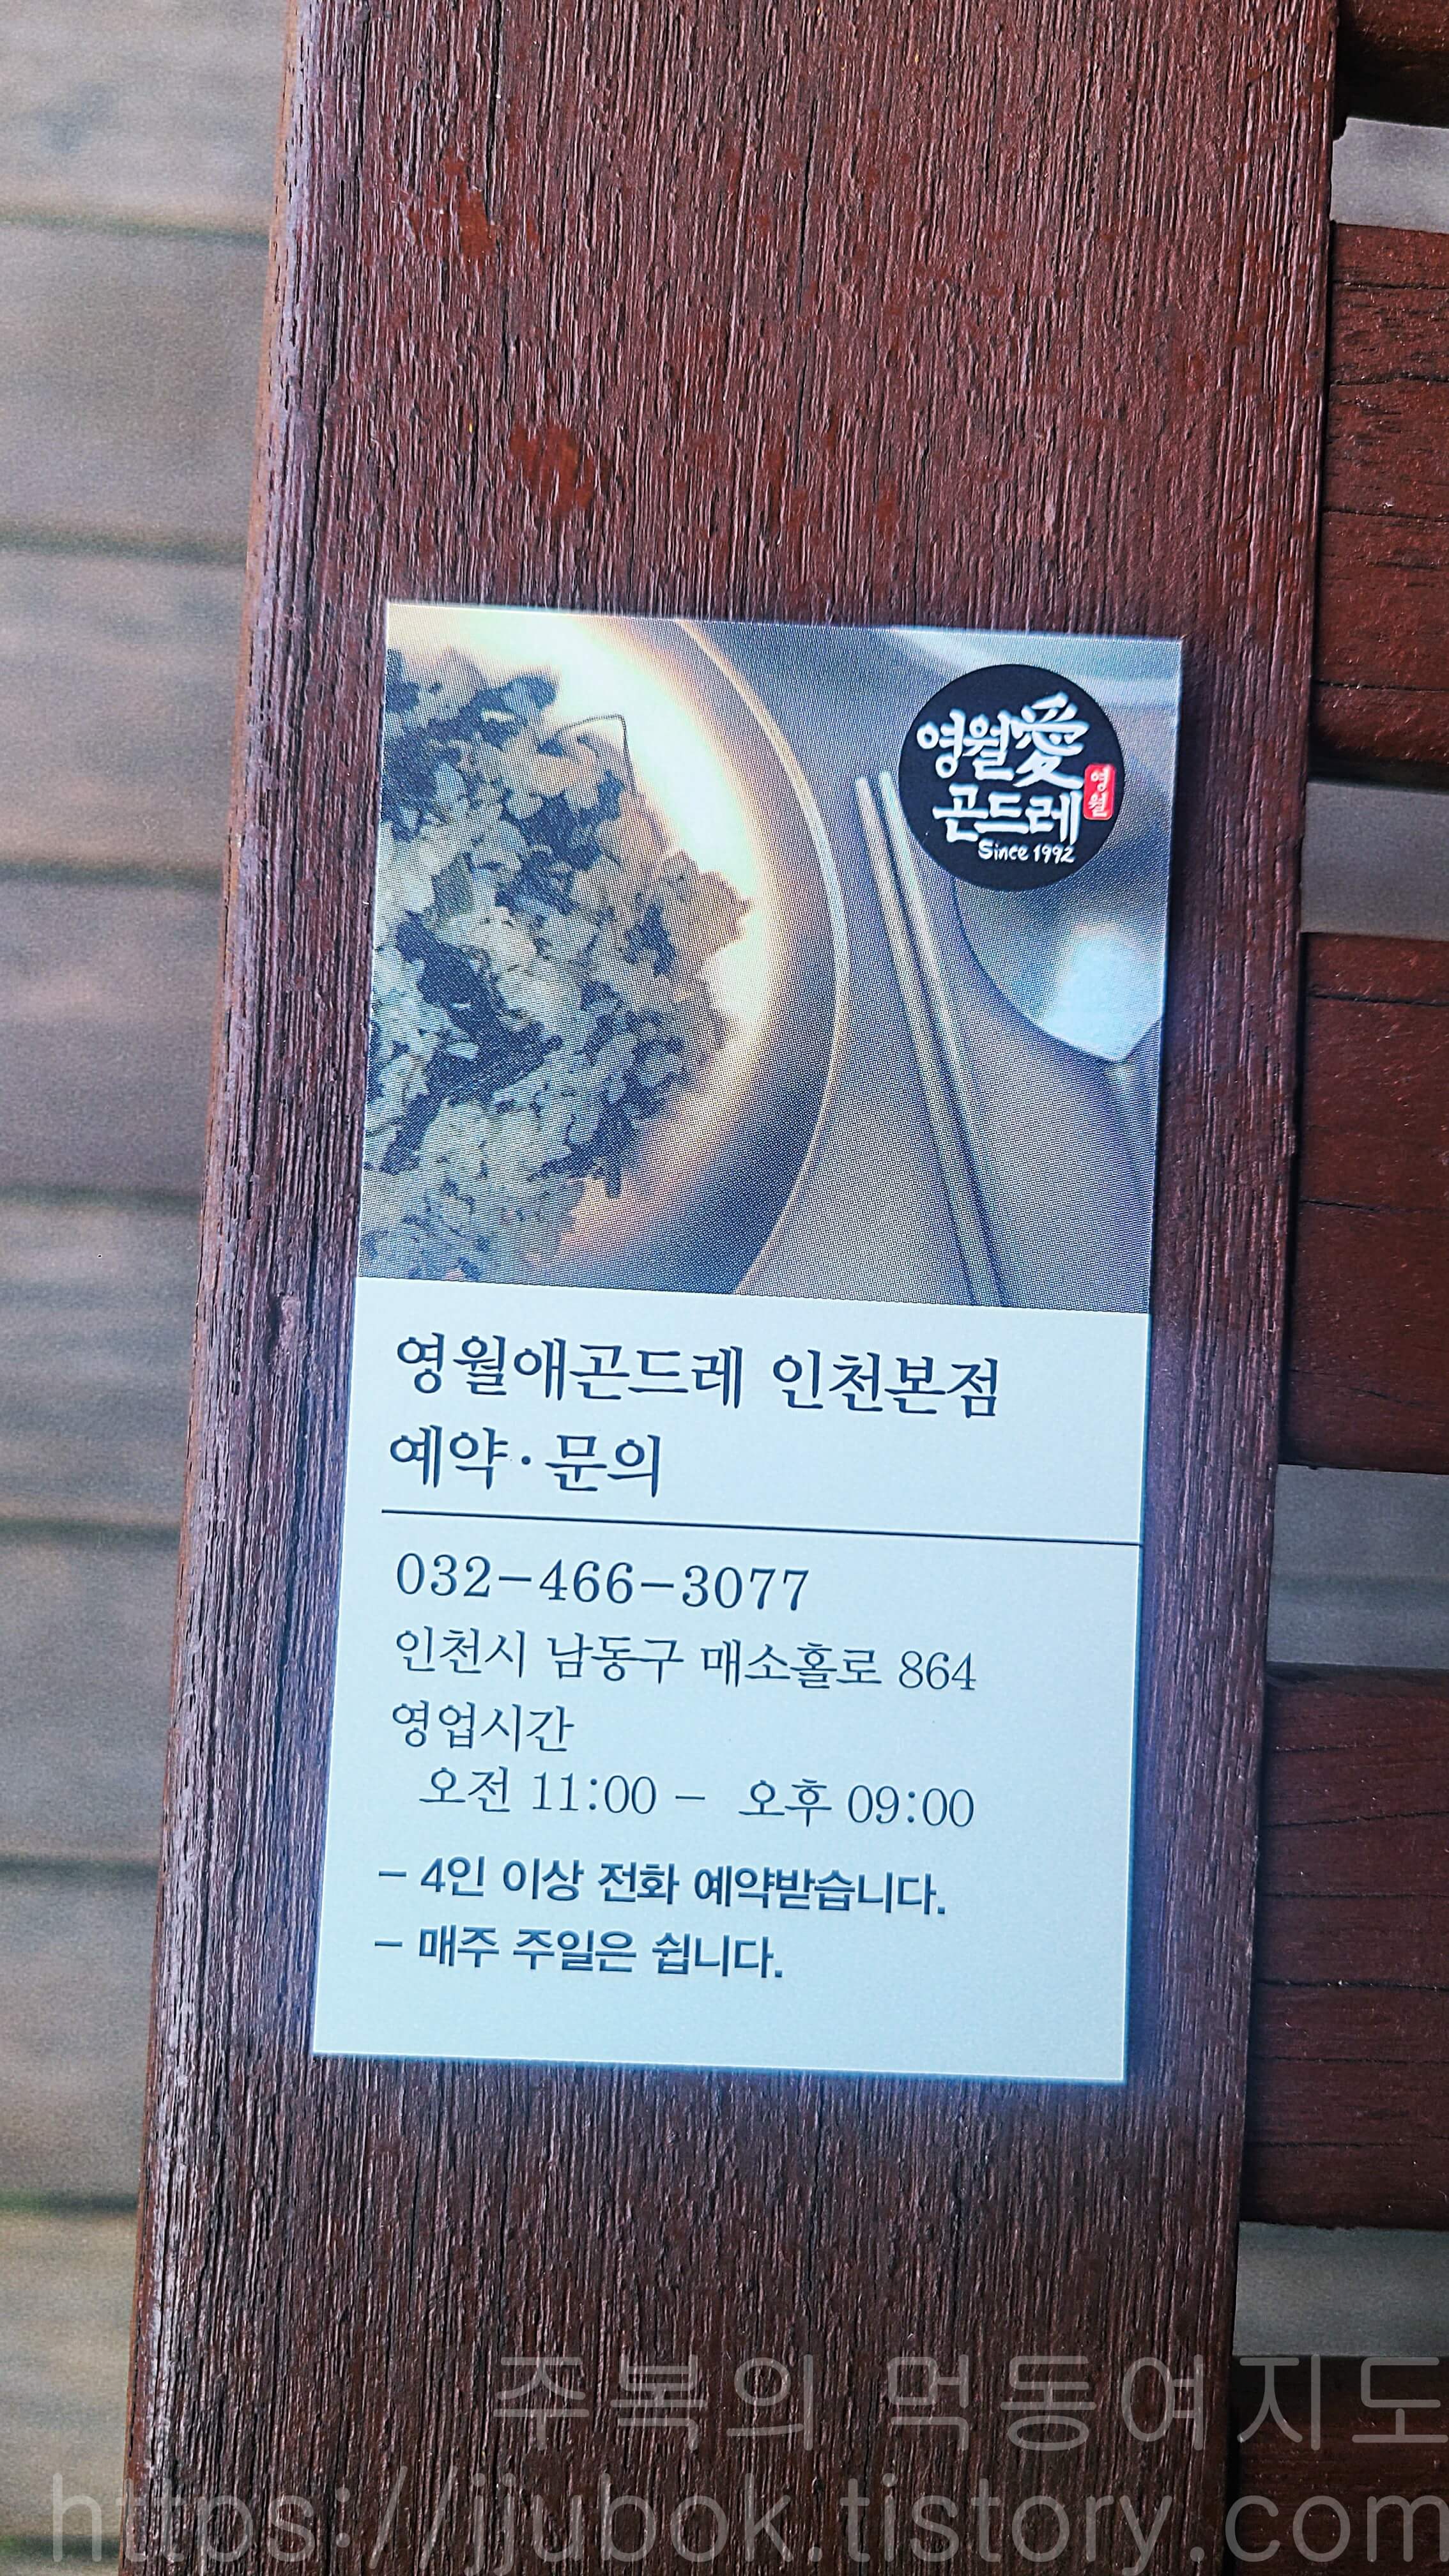 영월愛
영월
곤드레
Since 1992
영월애곤드레 인천본점
예약·문의
032-466-3077
인천시 남동구 매소홀로 864
영업시간
오전 11:00 - 오후 09:00
- 4인 이상 전화 예약받습니다.
- 매주 주일은 쉽니다.
주복의 먹동여지도
https://jjubok.tistory.com